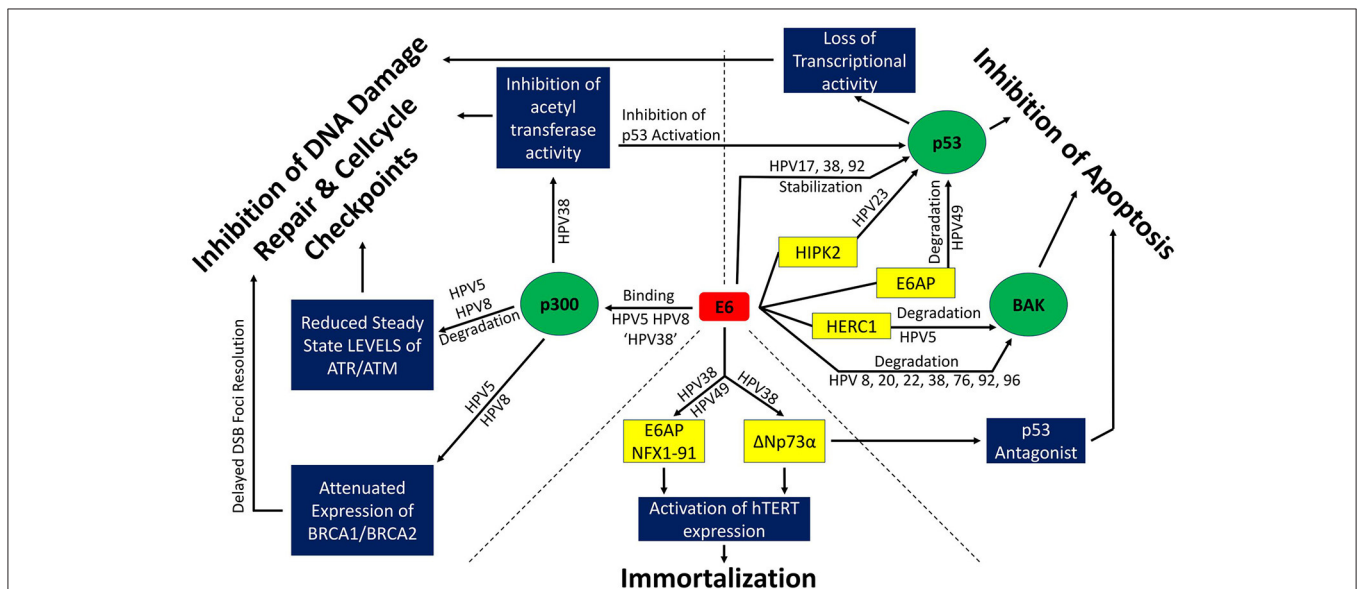 Inhibition of DNA Damage
Repair & Cellcycle
Checkpoints
Loss of
Transcriptional
activity
Inhibition of Apoptosis
Inhibition of
acetyl
transferase
activity
Inhibition of
p53 Activation
p53
HPV17, 38, 92
Stabilization
HPV38
HPV23
Degradation
HPV49
HIPK2
E6AP
p300
HPV5
HPV8
Degradation
Binding
HPV5 HPV8
‘HPV38’
E6
HERC1
Degradation
HPV5
BAK
Reduced Steady
State LEVELS of
ATR/ATM
Degradation
HPV 8, 20, 22, 38, 76, 92, 96
Delayed DSB Foci Resolution
HPV5
HPV8
HPV38
HPV49
HPV38
E6AP
NFX1-91
ΔNp73α
p53
Antagonist
Attenuated
Expression of
BRCA1/BRCA2
Activation of hTERT
expression
Immortalization